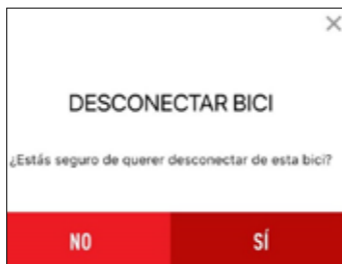 DESCONECTAR BICI
¿Estás seguro de querer desconectar de esta bici?
NO SÍ